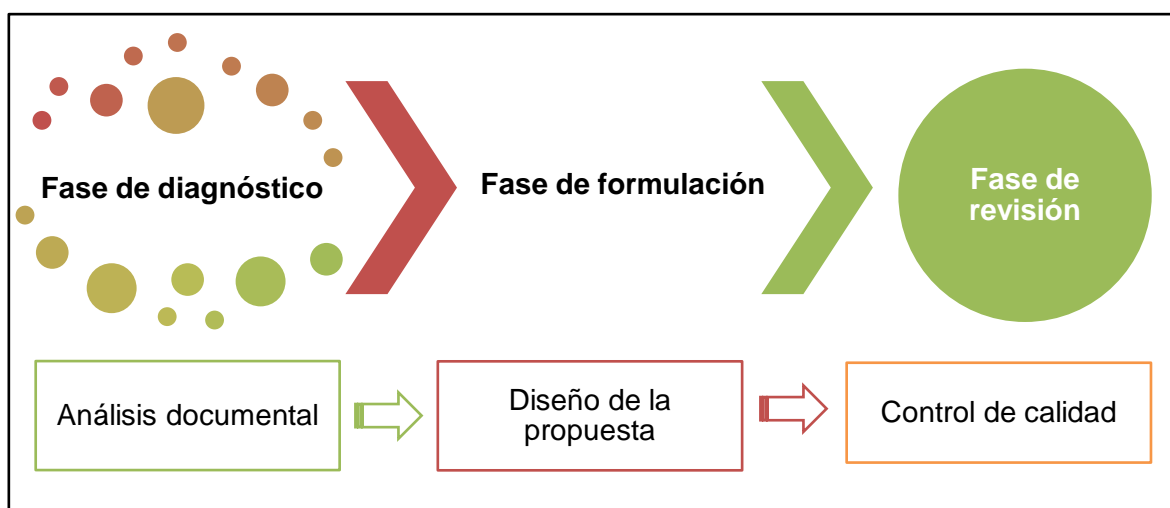 Fase de diagnóstico
Fase de formulación
Fase de
revisión
Análisis documental
Diseño de la
propuesta
Control de calidad